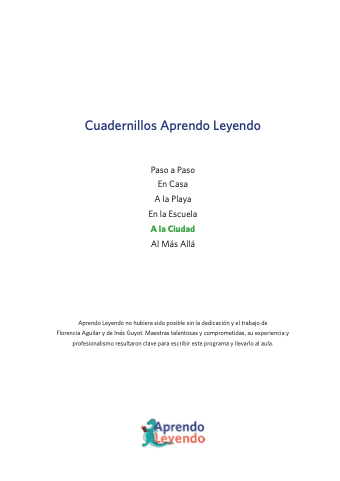 Cuadernillos Aprendo Leyendo
Paso a Paso
En Casa
A la Playa
En la Escuela
A la Ciudad
Al Más Allá
Aprendo Leyendo no hubiera sido posible sin la dedicación y el trabajo de
Florencia Aguilar y de Inés Guyot. Maestras talentosas y comprometidas, su experiencia y
profesionalismo resultaron clave para escribir este programa y llevarlo al aula.
Aprendo
Leyendo